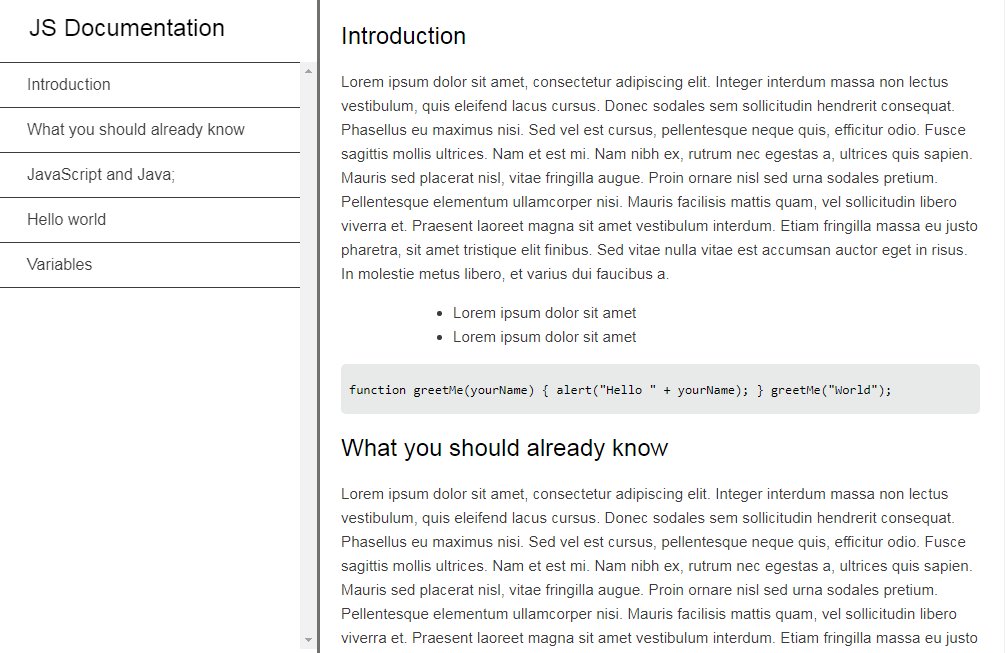 JS Documentation
Introduction
What you should already know
JavaScript and Java;
Hello world
Variables
Introduction
Lorem ipsum dolor sit amet, consectetur adipiscing elit. Integer interdum massa non lectus
vestibulum, quis eleifend lacus cursus. Donec sodales sem sollicitudin hendrerit consequat.
Phasellus eu maximus nisi. Sed vel est cursus, pellentesque neque quis, efficitur odio. Fusce
sagittis mollis ultrices. Nam et est mi. Nam nibh ex, rutrum nec egestas a, ultrices quis sapien.
Mauris sed placerat nisl, vitae fringilla augue. Proin ornare nisl sed urna sodales pretium.
Pellentesque elementum ullamcorper nisi. Mauris facilisis mattis quam, vel sollicitudin libero
viverra et. Praesent laoreet magna sit amet vestibulum interdum. Etiam fringilla massa eu justo
pharetra, sit amet tristique elit finibus. Sed vitae nulla vitae est accumsan auctor eget in risus.
In molestie metus libero, et varius dui faucibus a.
• Lorem ipsum dolor sit amet
• Lorem ipsum dolor sit amet
function greetMe(yourName) { alert("Hello " + yourName); } greetMe("World");
What you should already know
Lorem ipsum dolor sit amet, consectetur adipiscing elit. Integer interdum massa non lectus
vestibulum, quis eleifend lacus cursus. Donec sodales sem sollicitudin hendrerit consequat.
Phasellus eu maximus nisi. Sed vel est cursus, pellentesque neque quis, efficitur odio. Fusce
sagittis mollis ultrices. Nam et est mi. Nam nibh ex, rutrum nec egestas a, ultrices quis sapien.
Mauris sed placerat nisl, vitae fringilla augue. Proin ornare nisl sed urna sodales pretium.
Pellentesque elementum ullamcorper nisi. Mauris facilisis mattis quam, vel sollicitudin libero
viverra et. Praesent laoreet magna sit amet vestibulum interdum. Etiam fringilla massa eu justo